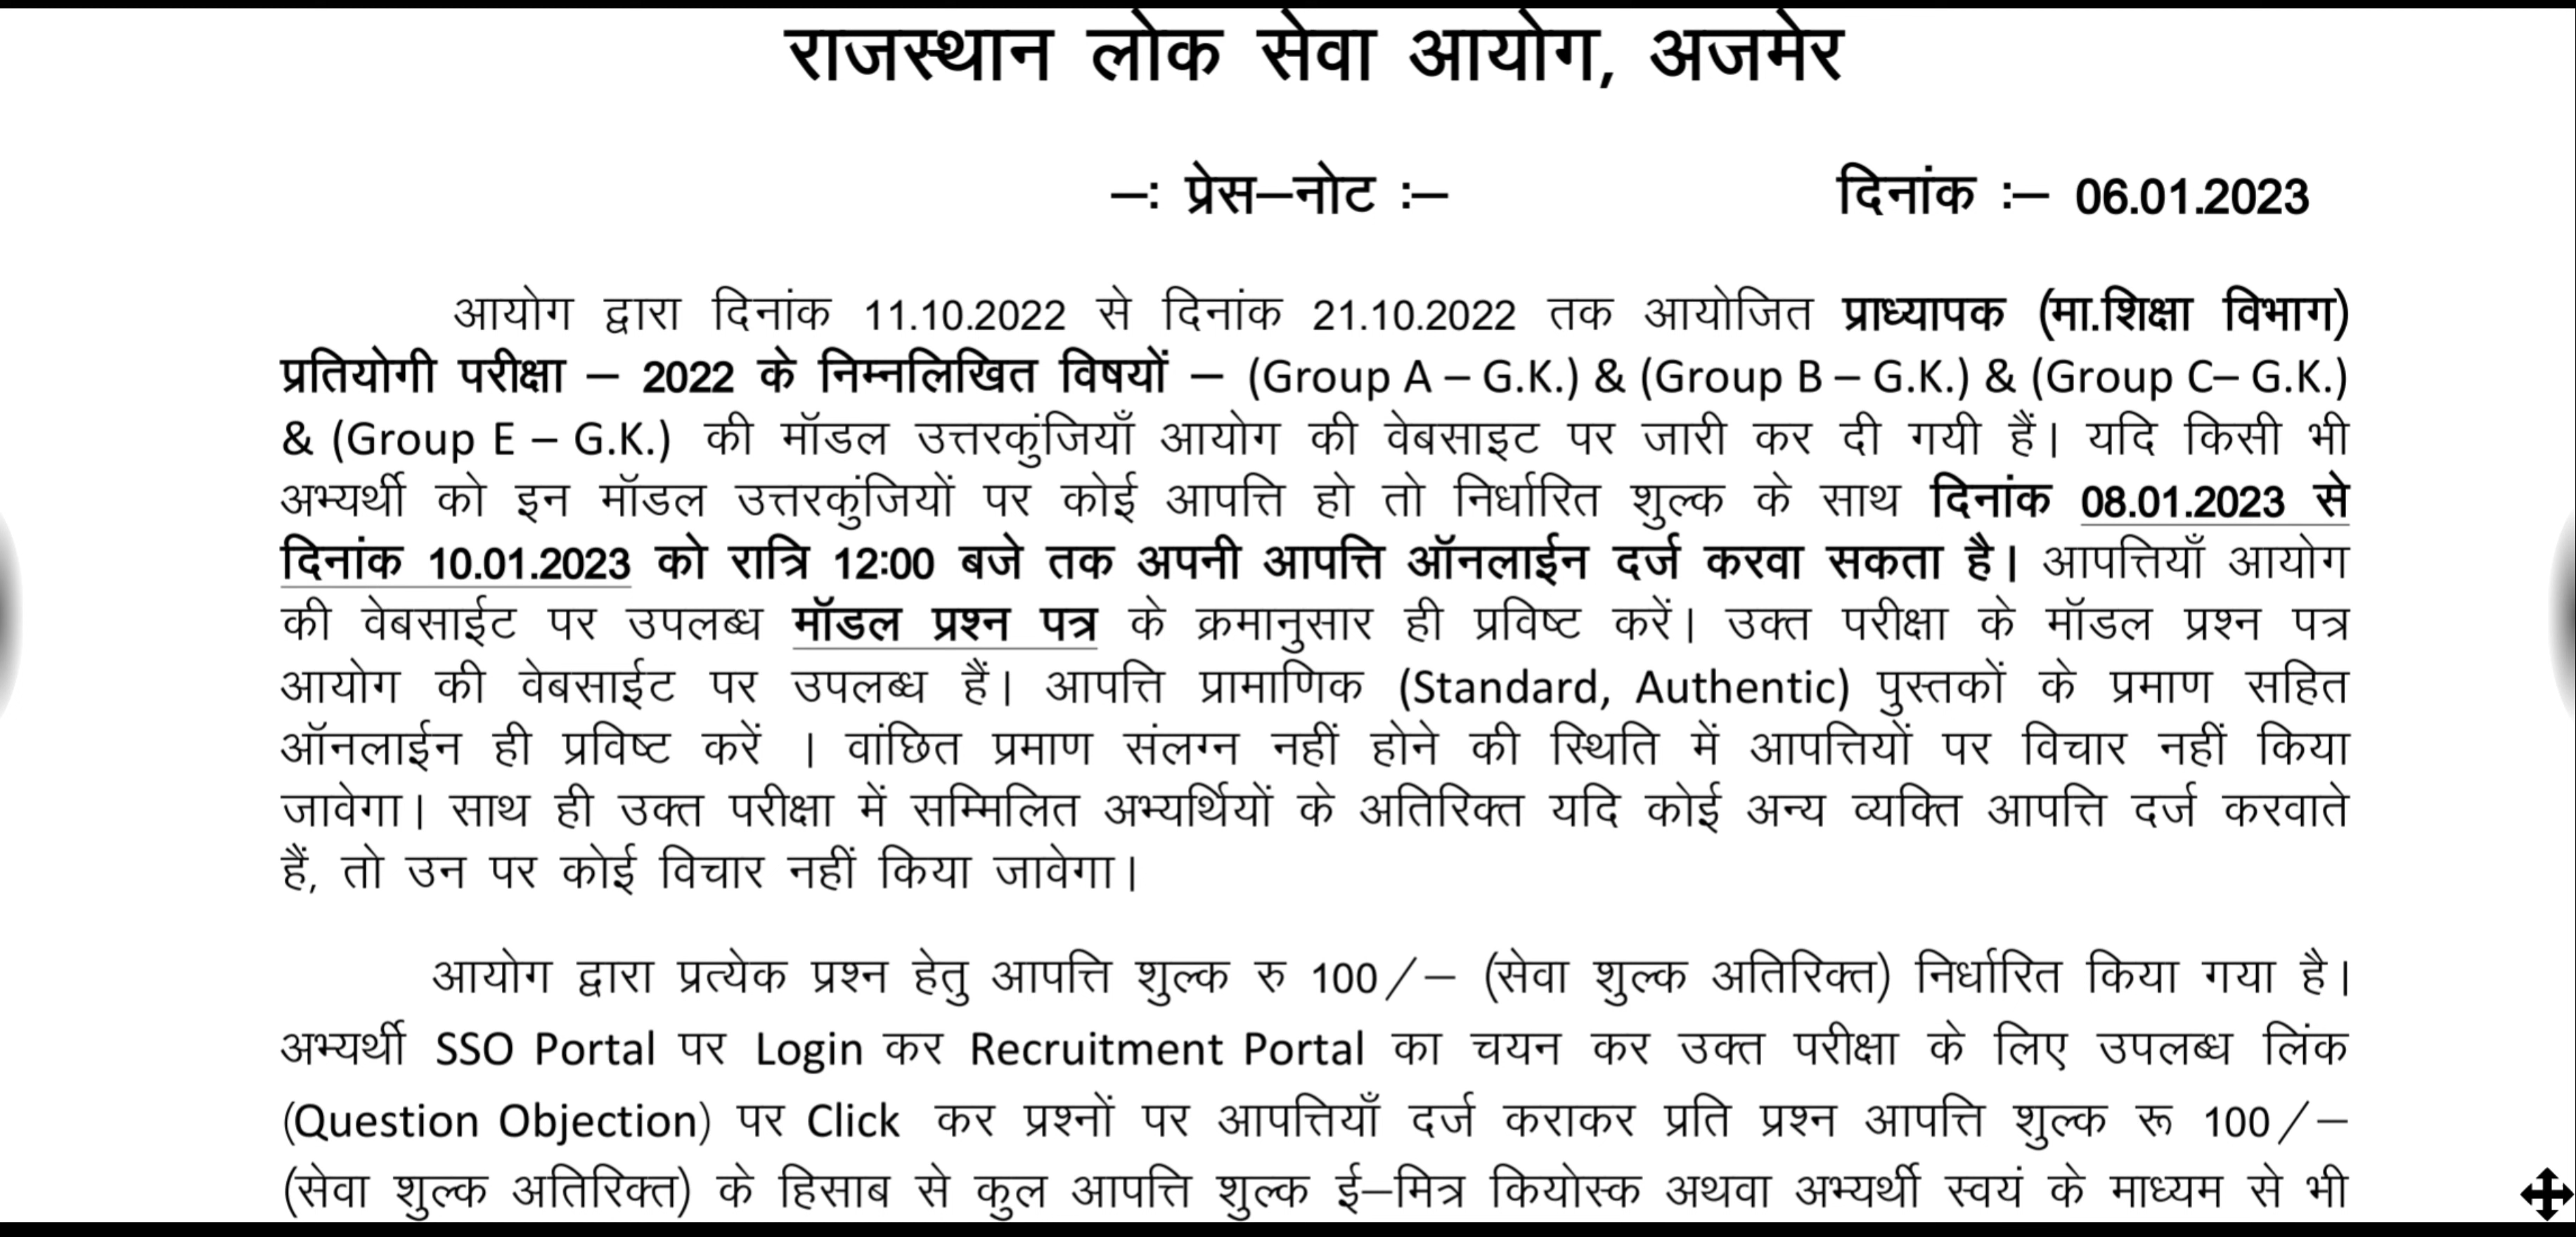 राजस्थान लोक सेवा आयोग, अजमेर
–: प्रेस–नोट :– दिनांक :– 06.01.2023
आयोग द्वारा दिनांक 11.10.2022 से दिनांक 21.10.2022 तक आयोजित प्राध्यापक (मा.शिक्षा विभाग)
प्रतियोगी परीक्षा – 2022 के निम्नलिखित विषयों – (Group A – G.K.) & (Group B – G.K.) & (Group C– G.K.)
& (Group E – G.K.) की मॉडल उत्तरकुंजियाँ आयोग की वेबसाइट पर जारी कर दी गयी हैं। यदि किसी भी
अभ्यर्थी को इन मॉडल उत्तरकुंजियों पर कोई आपत्ति हो तो निर्धारित शुल्क के साथ दिनांक 08.01.2023 से
दिनांक 10.01.2023 को रात्रि 12:00 बजे तक अपनी आपत्ति ऑनलाईन दर्ज करवा सकता है। आपत्तियाँ आयोग
की वेबसाईट पर उपलब्ध मॉडल प्रश्न पत्र के क्रमानुसार ही प्रविष्ट करें। उक्त परीक्षा के मॉडल प्रश्न पत्र
आयोग की वेबसाईट पर उपलब्ध हैं। आपत्ति प्रामाणिक (Standard, Authentic) पुस्तकों के प्रमाण सहित
ऑनलाईन ही प्रविष्ट करें । वांछित प्रमाण संलग्न नहीं होने की स्थिति में आपत्तियों पर विचार नहीं किया
जावेगा। साथ ही उक्त परीक्षा में सम्मिलित अभ्यर्थियों के अतिरिक्त यदि कोई अन्य व्यक्ति आपत्ति दर्ज करवाते
हैं, तो उन पर कोई विचार नहीं किया जावेगा।
आयोग द्वारा प्रत्येक प्रश्न हेतु आपत्ति शुल्क रु 100/– (सेवा शुल्क अतिरिक्त) निर्धारित किया गया है।
अभ्यर्थी SSO Portal पर Login कर Recruitment Portal का चयन कर उक्त परीक्षा के लिए उपलब्ध लिंक
(Question Objection) पर Click कर प्रश्नों पर आपत्तियाँ दर्ज कराकर प्रति प्रश्न आपत्ति शुल्क रू 100/–
(सेवा शुल्क अतिरिक्त) के हिसाब से कुल आपत्ति शुल्क ई–मित्र कियोस्क अथवा अभ्यर्थी स्वयं के माध्यम से भी